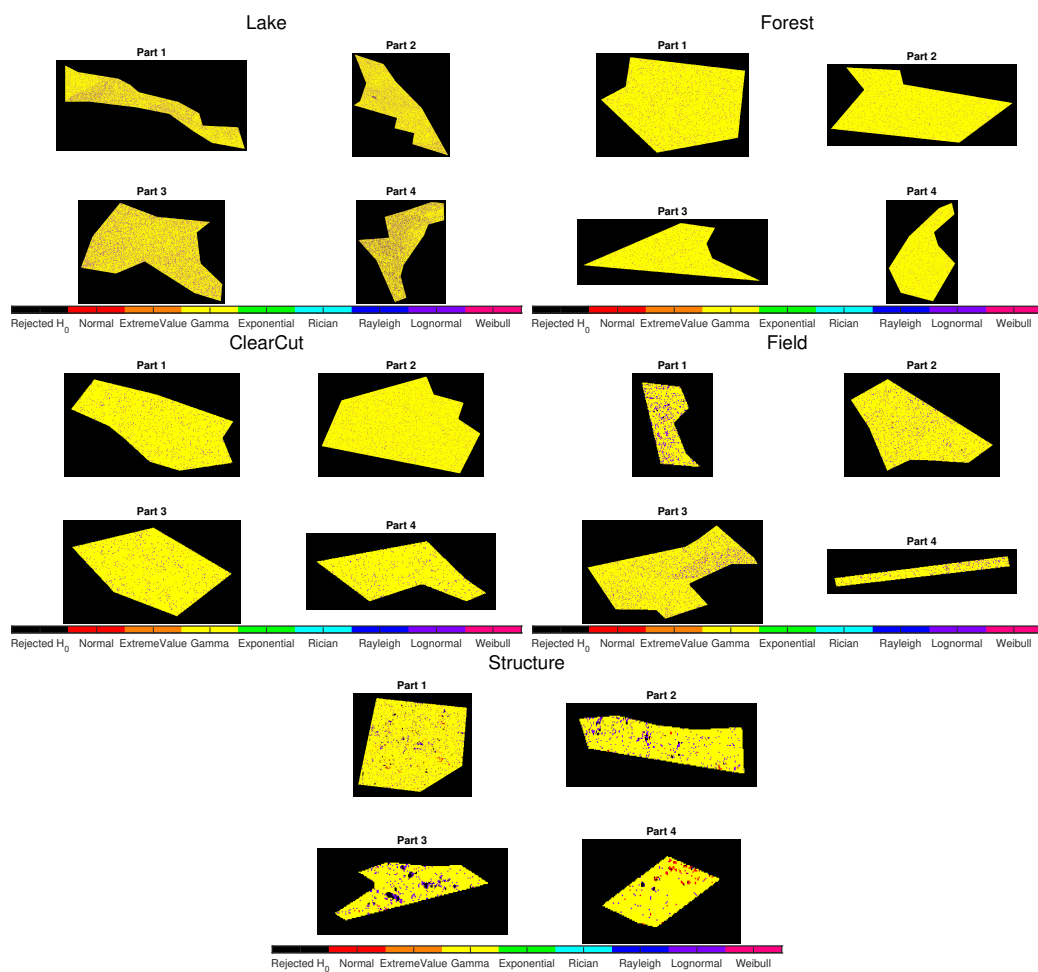 Lake
Part 1
Part 2
Part 3
Part 4
Rejected H0 Normal ExtremeValue Gamma Exponential Rician Rayleigh Lognormal Weibull
Forest
Part 1
Part 2
Part 3
Part 4
Rejected H0 Normal ExtremeValue Gamma Exponential Rician Rayleigh Lognormal Weibull
ClearCut
Part 1
Part 2
Part 3
Part 4
Rejected H0 Normal ExtremeValue Gamma Exponential Rician Rayleigh Lognormal Weibull
Field
Part 1
Part 2
Part 3
Part 4
Rejected H0 Normal ExtremeValue Gamma Exponential Rician Rayleigh Lognormal Weibull
Structure
Part 1
Part 2
Part 3
Part 4
Rejected H0 Normal ExtremeValue Gamma Exponential Rician Rayleigh Lognormal Weibull